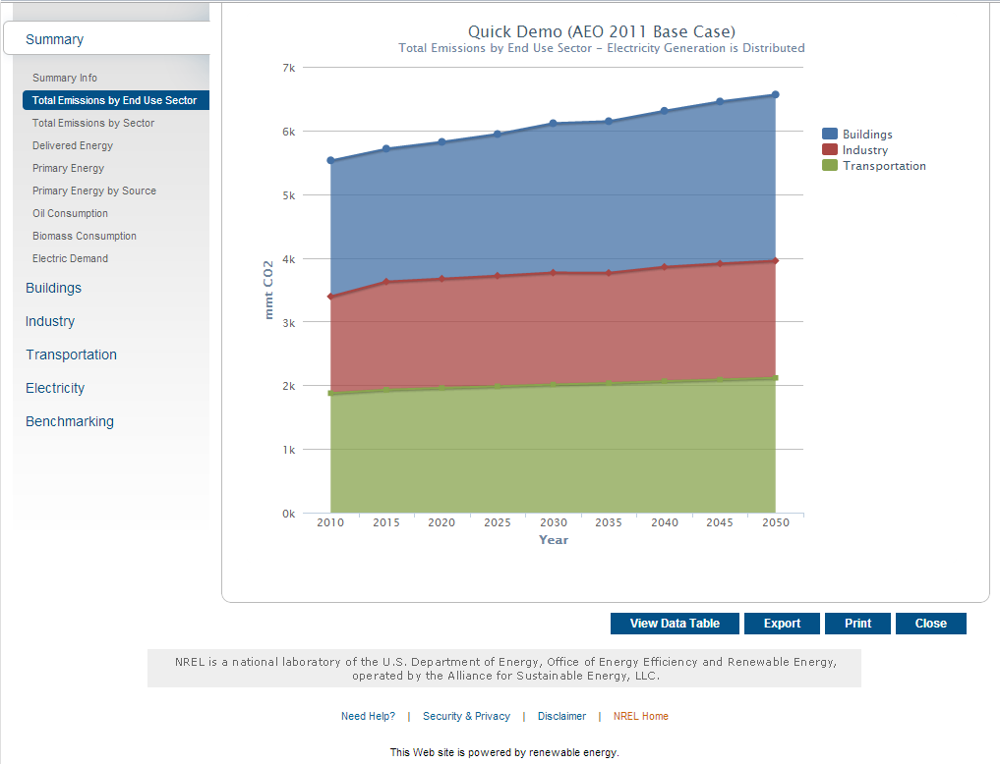 Summary
Summary Info
Total Emissions by End Use Sector
Total Emissions by Sector
Delivered Energy
Primary Energy
Primary Energy by Source
Oil Consumption
Biomass Consumption
Electric Demand
Buildings
Industry
Transportation
Electricity
Benchmarking
Quick Demo (AEO 2011 Base Case)
Total Emissions by End Use Sector - Electricity Generation is Distributed
mmt CO2
7k
6k
5k
4k
3k
2k
1k
0k
2010 2015 2020 2025 2030 2035 2040 2045 2050
Year
Buildings
Industry
Transportation
View Data Table Export Print Close
NREL is a national laboratory of the U.S. Department of Energy, Office of Energy Efficiency and Renewable Energy,
operated by the Alliance for Sustainable Energy, LLC.
Need Help? | Security & Privacy | Disclaimer | NREL Home
This Web site is powered by renewable energy.